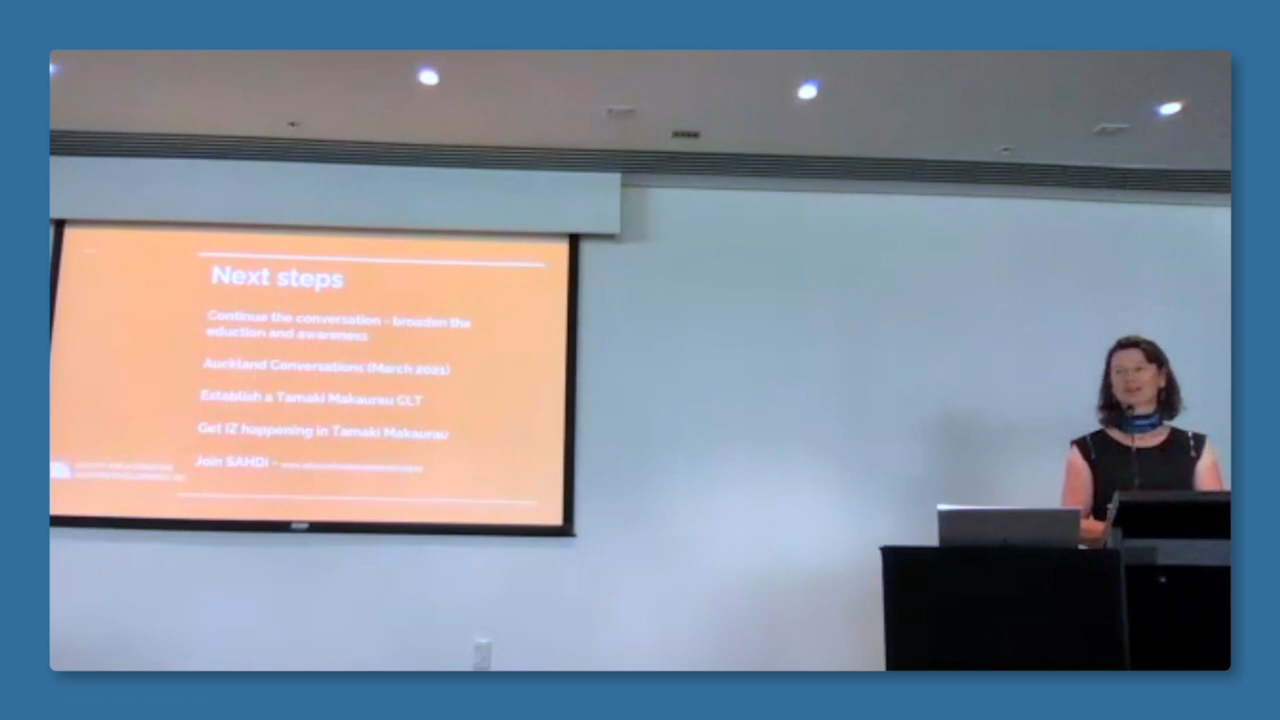 Next steps
Continue the conversation - broaden the
eduction and awareness
Auckland Conversations (March 2021)
Establish a Tamaki Makaurau CLT
Get IZ happening in Tamaki Makaurau
Join SAHDI -